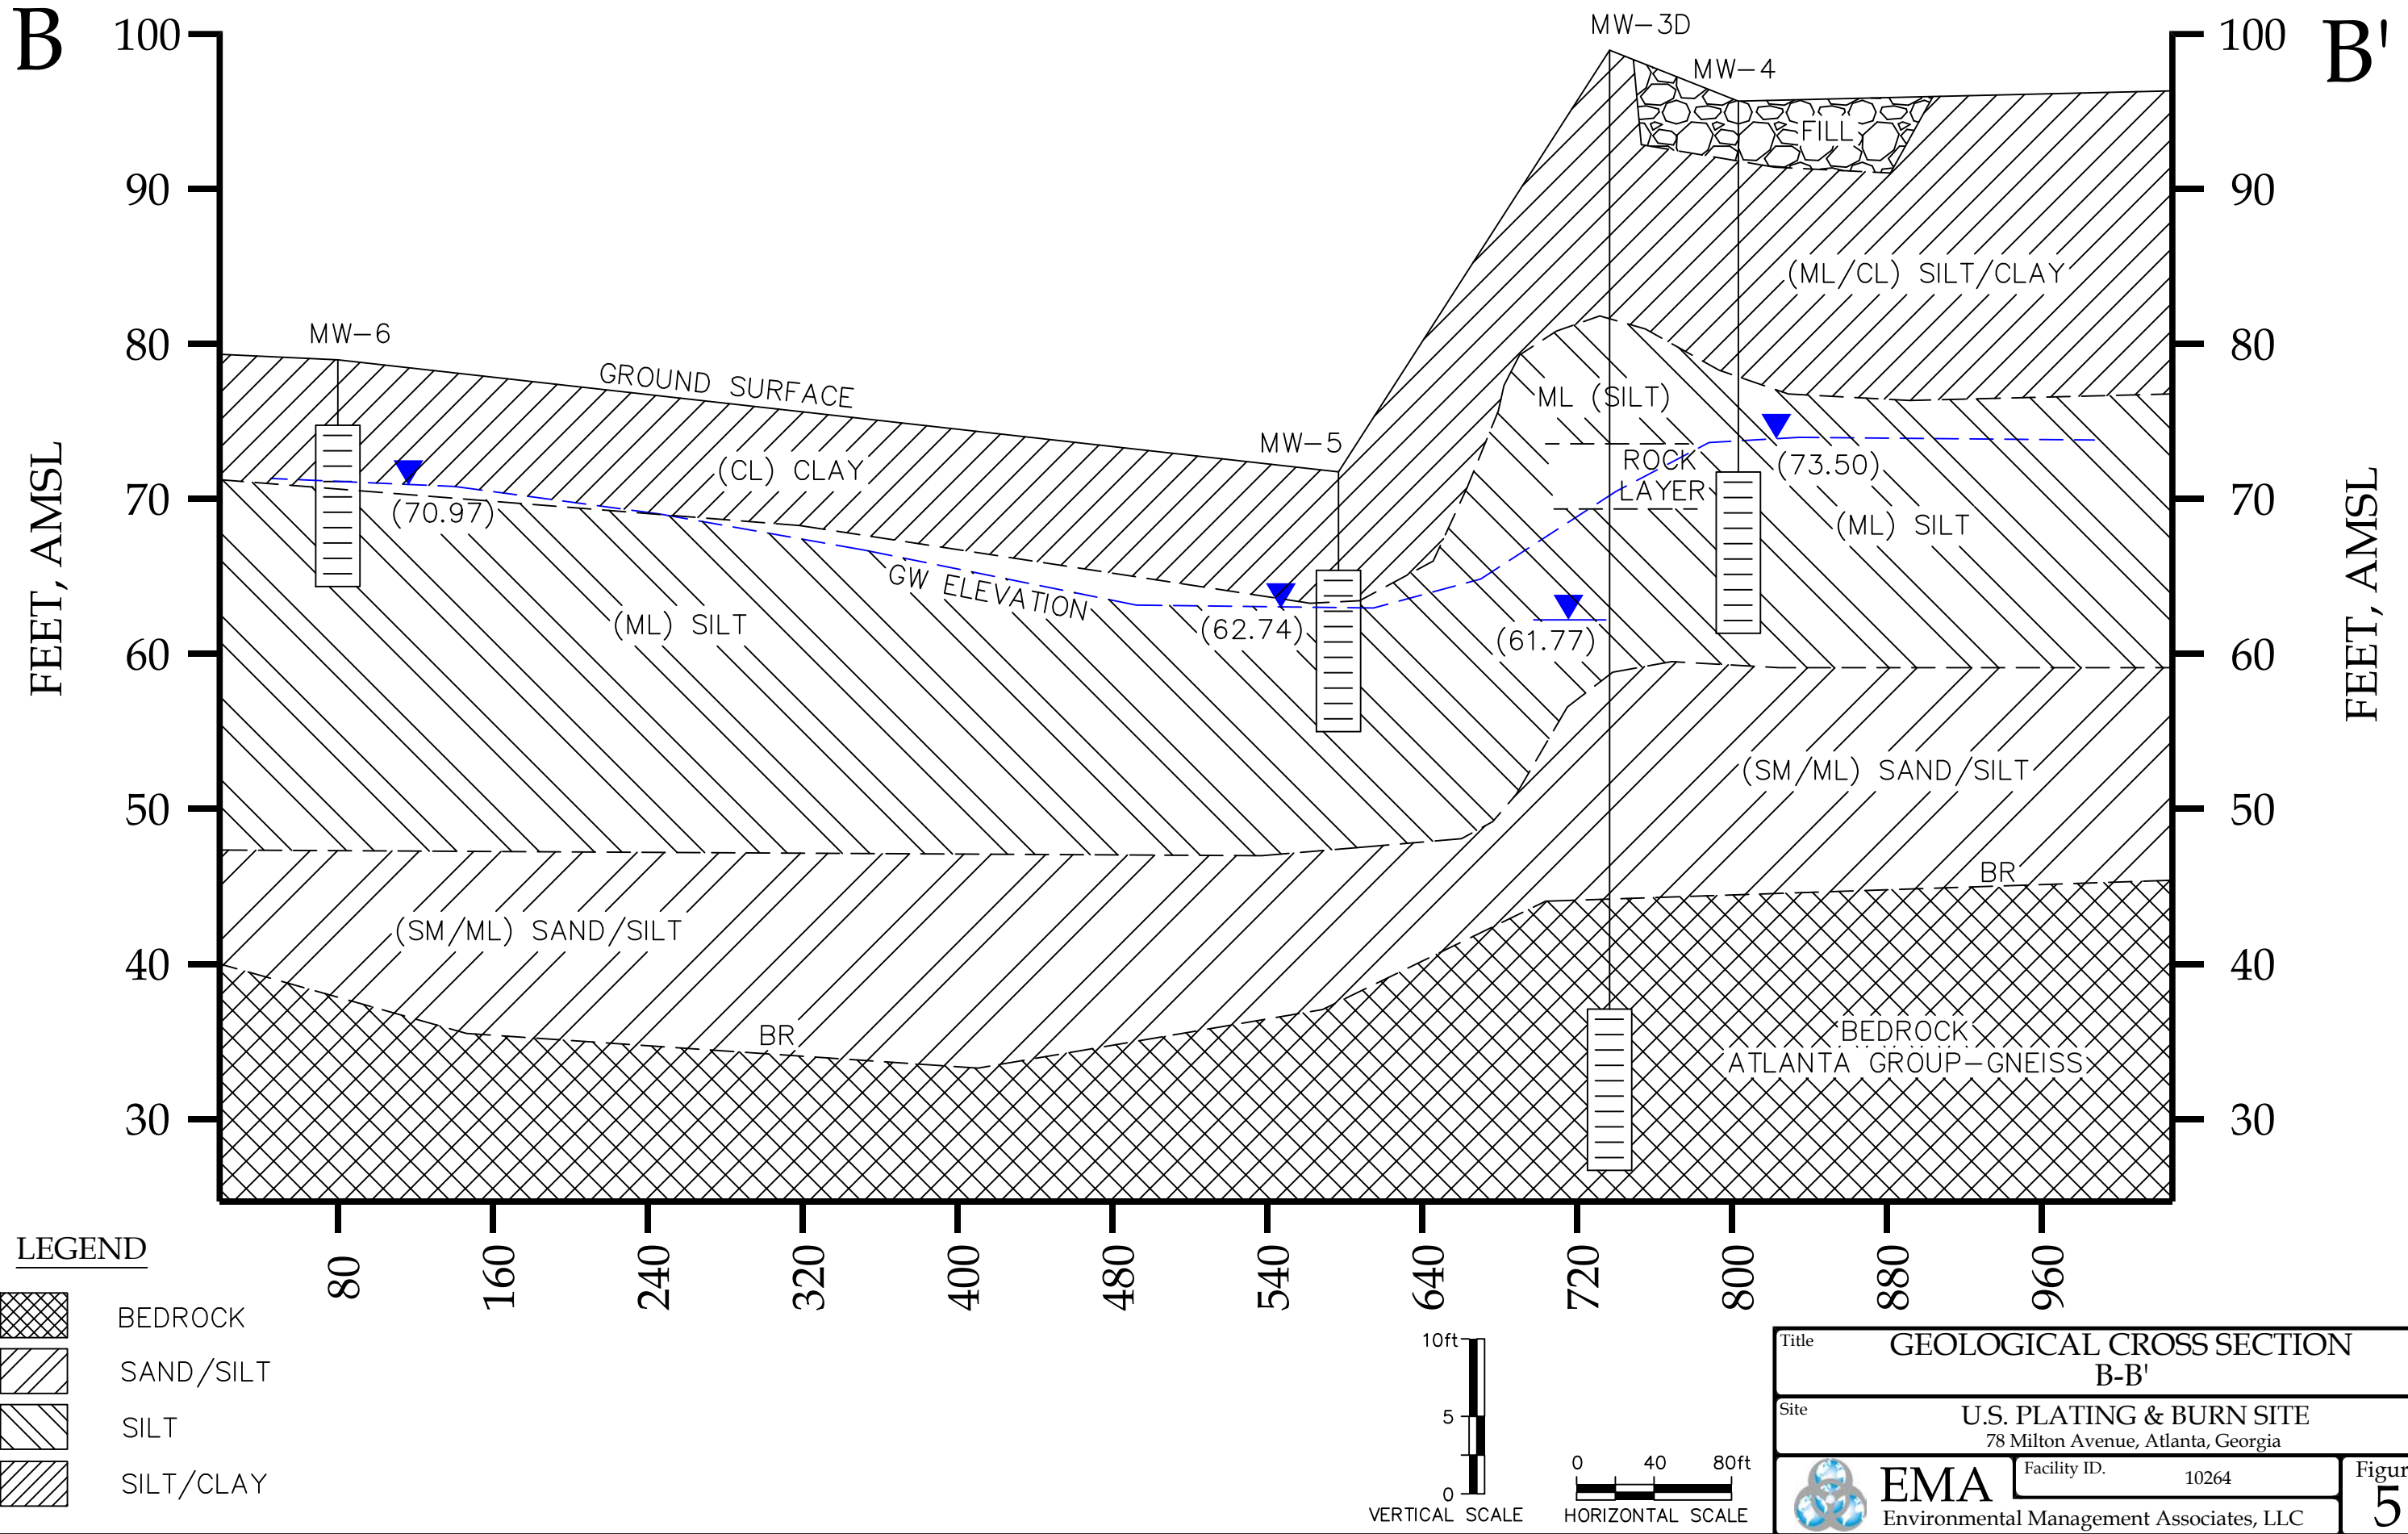 B
B'
100
90
80
70
60
50
40
30
FEET, AMSL
MW-6
GROUND SURFACE
(CL) CLAY
(70.97)
(ML) SILT
GW ELEVATION
(SM/ML) SAND/SILT
BR
MW-5
(62.74)
MW-3D
MW-4
FILL
(ML/CL) SILT/CLAY
ML (SILT)
ROCK
LAYER
(73.50)
(ML) SILT
(61.77)
(SM/ML) SAND/SILT
BR
BEDROCK
ATLANTA GROUP-GNEISS
100
90
80
70
60
50
40
30
FEET, AMSL
80
160
240
320
400
480
540
640
720
800
880
960
LEGEND
BEDROCK
SAND/SILT
SILT
SILT/CLAY
10ft
5
0
VERTICAL SCALE
0 40 80ft
HORIZONTAL SCALE
Title
GEOLOGICAL CROSS SECTION
B-B'
Site
U.S. PLATING & BURN SITE
78 Milton Avenue, Atlanta, Georgia
EMA
Environmental Management Associates, LLC
Facility ID.
10264
Figur
5